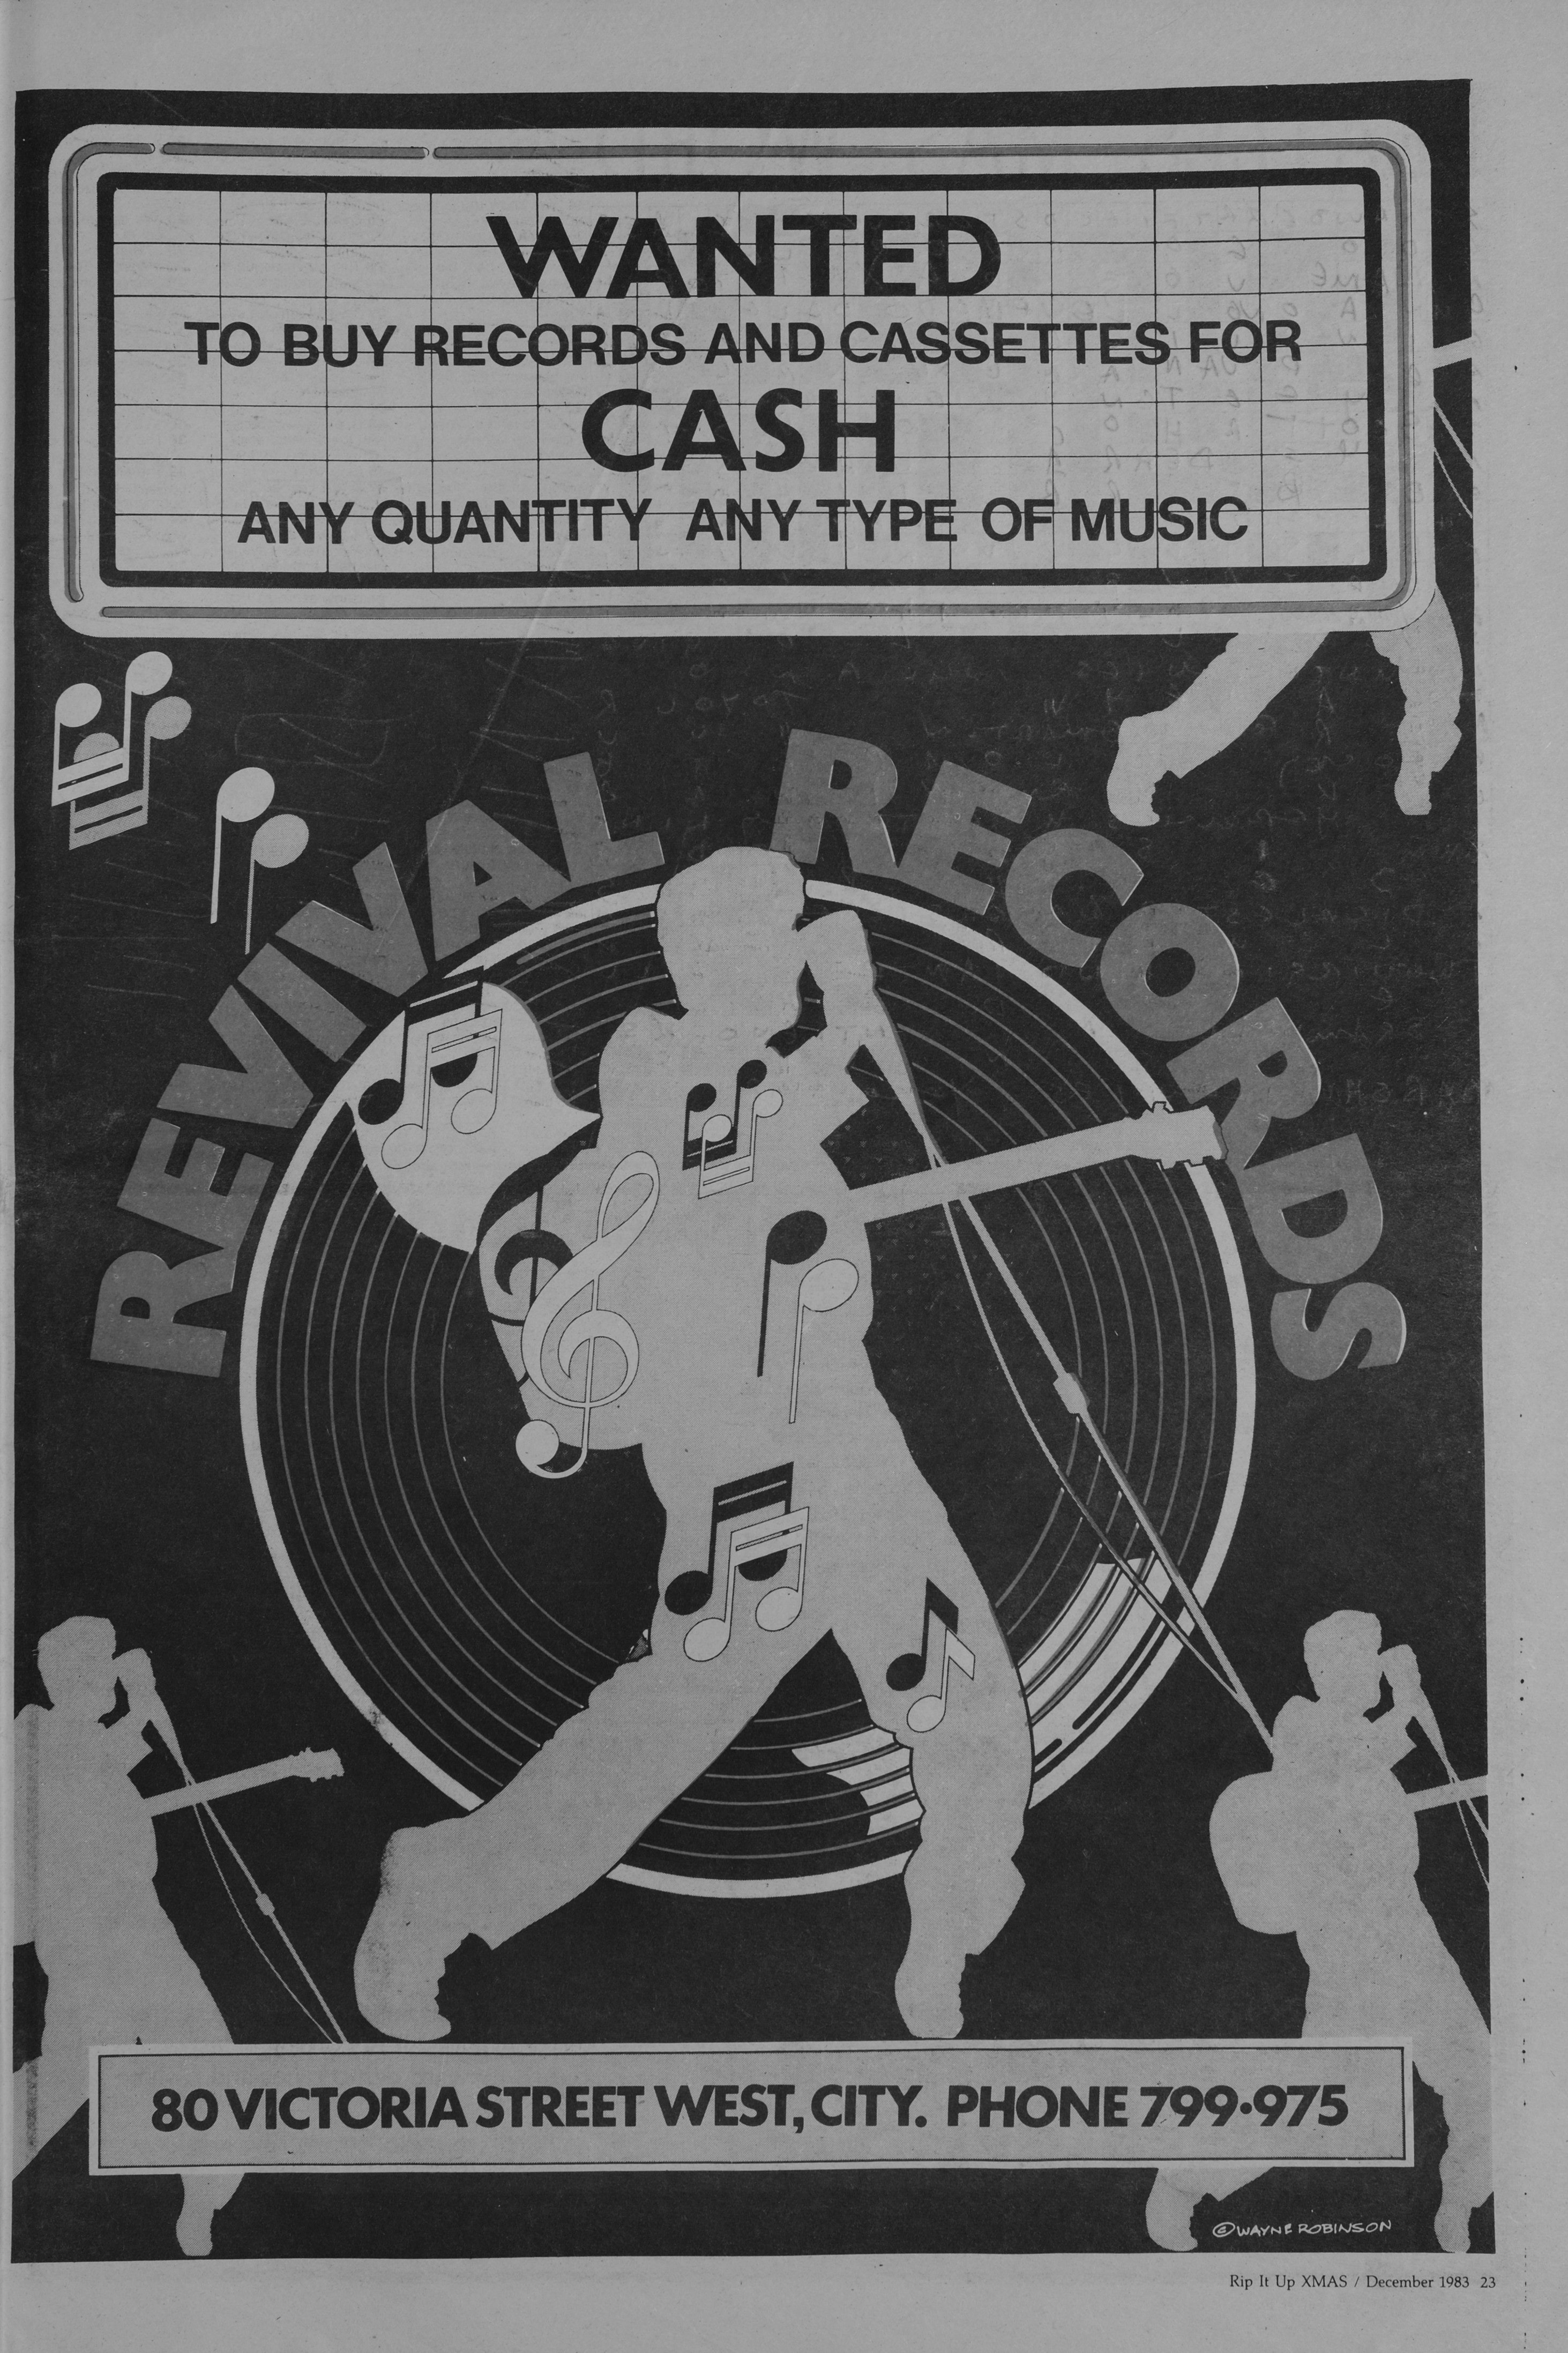 WANTED
TO BUY RECORDS AND CASSETTES FOR
CASH
ANY QUANTITY ANY TYPE OF MUSIC
REVIVAL RECORDS
80 VICTORIA STREET WEST, CITY. PHONE 799·975
© WAYNE ROBINSON
Rip It Up XMAS / December 1983 23